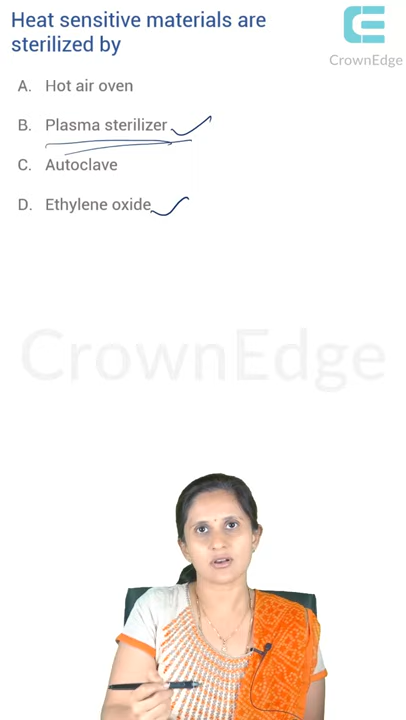 Heat sensitive materials are
sterilized by
CrownEdge
A. Hot air oven
B. Plasma sterilizer
C. Autoclave
D. Ethylene oxide
CrownEdge